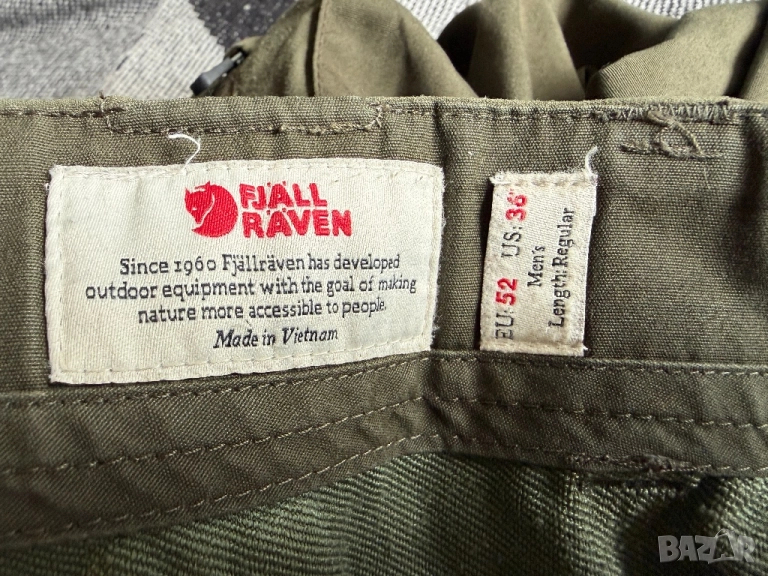 FJÄLL
RÄVEN
Since 1960 Fjällräven has developed
outdoor equipment with the goal of making
nature more accessible to people.
Made in Vietnam
EU: 52 US: 36"
Men's
Length: Regular
BAZAR